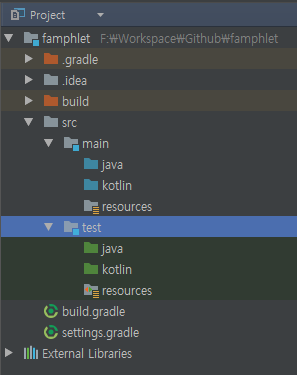 Project
famphlet F:₩Workspace₩Github₩famphlet
.gradle
.idea
build
src
main
java
kotlin
resources
test
java
kotlin
resources
build.gradle
settings.gradle
External Libraries